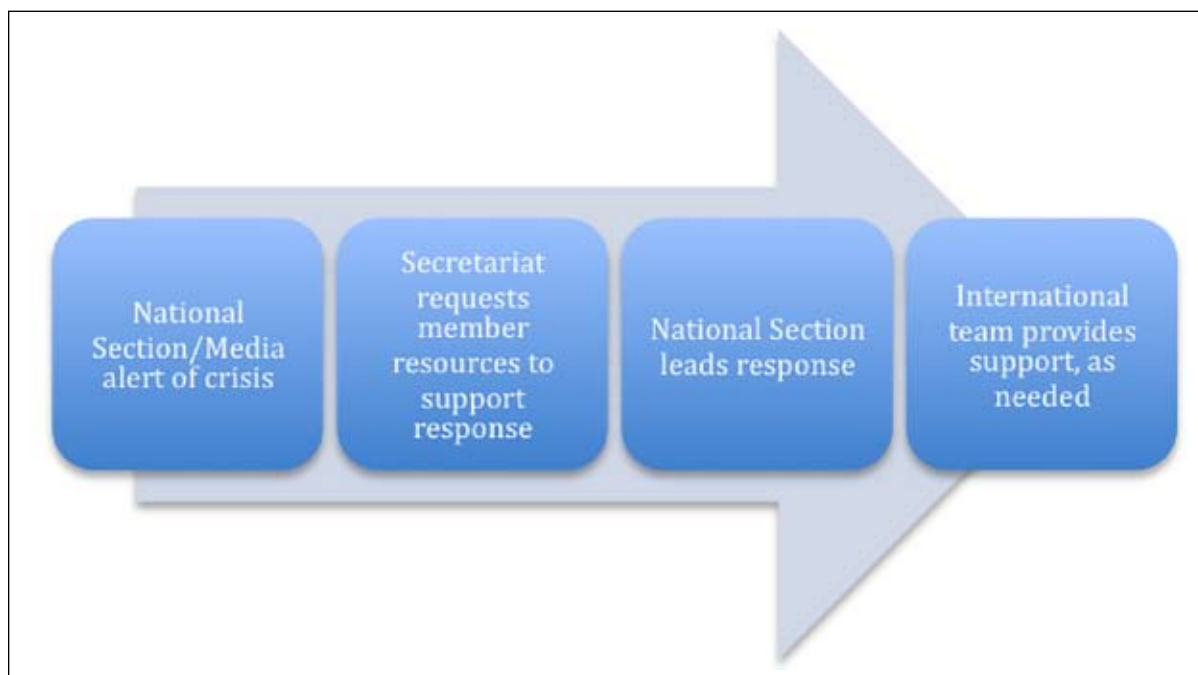 National
Section/Media
alert of crisis
Secretariat
requests
member
resources to
support
response
National Section
leads response
International
team provides
support, as
needed